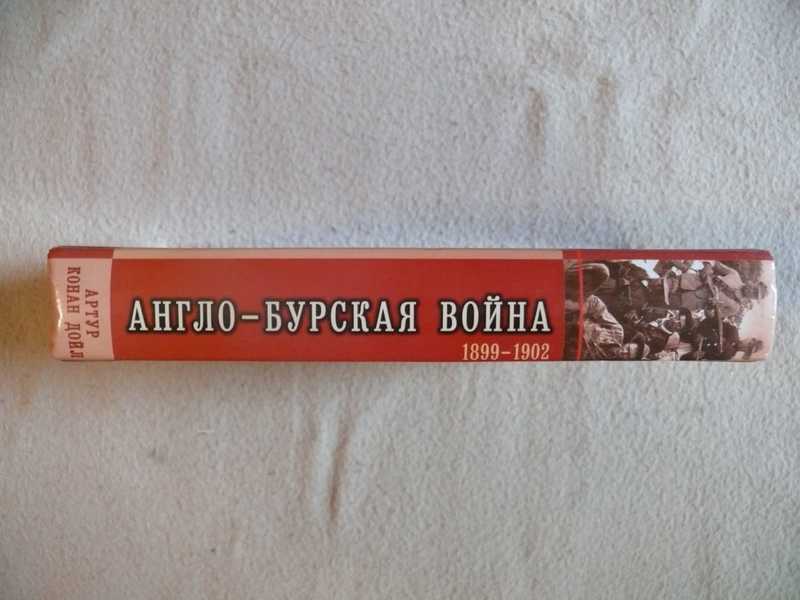 АРТУР
КОНАН ДОЙЛ
АНГЛО-БУРСКАЯ ВОЙНА
1899-1902